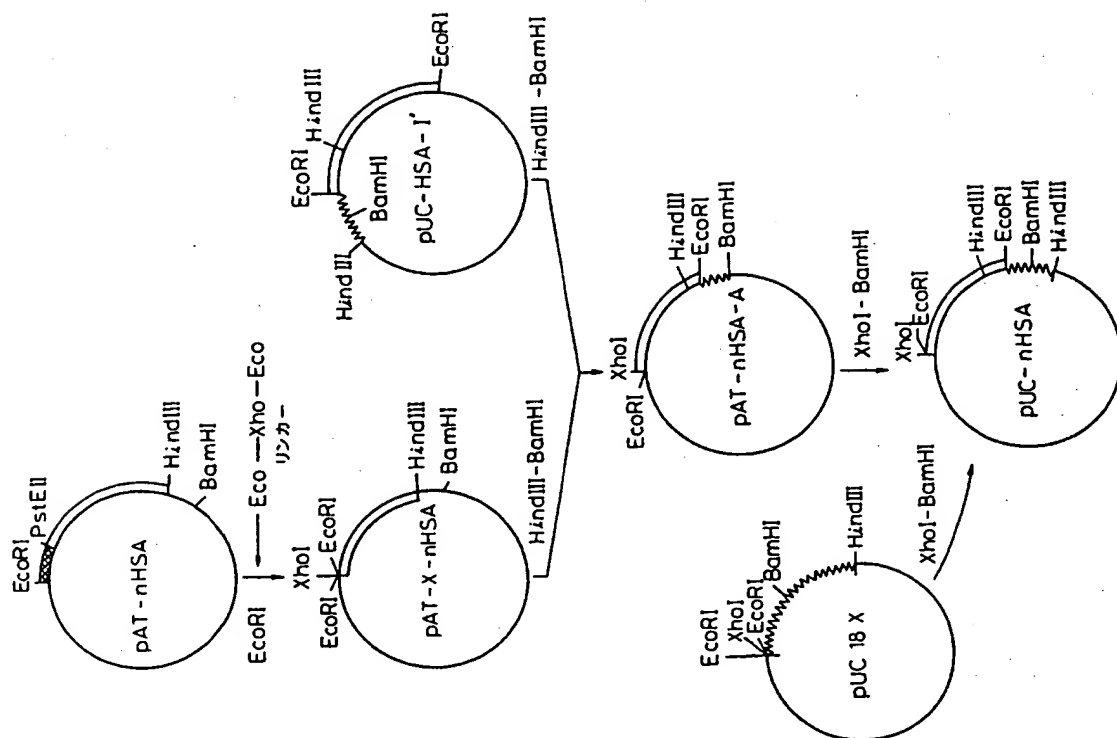 EcoRI
PstEII
HindIII
BamHI
pAT-nHSA
EcoRI
Eco—Xho—Eco
リンカー
XhoI
EcoRI
EcoRI
HindIII
BamHI
pAT-X-nHSA
HindIII-BamHI
EcoRI
HindIII
BamHI
HindIII
EcoRI
pUC-HSA-I'
HindIII-BamHI
XhoI
EcoRI
HindIII
EcoRI
BamHI
pAT-nHSA-A
XhoI-BamHI
EcoRI
XhoI
EcoRI
BamHI
HindIII
pUC 18 X
XhoI-BamHI
XhoI
EcoRI
HindIII
EcoRI
BamHI
HindIII
pUC-nHSA